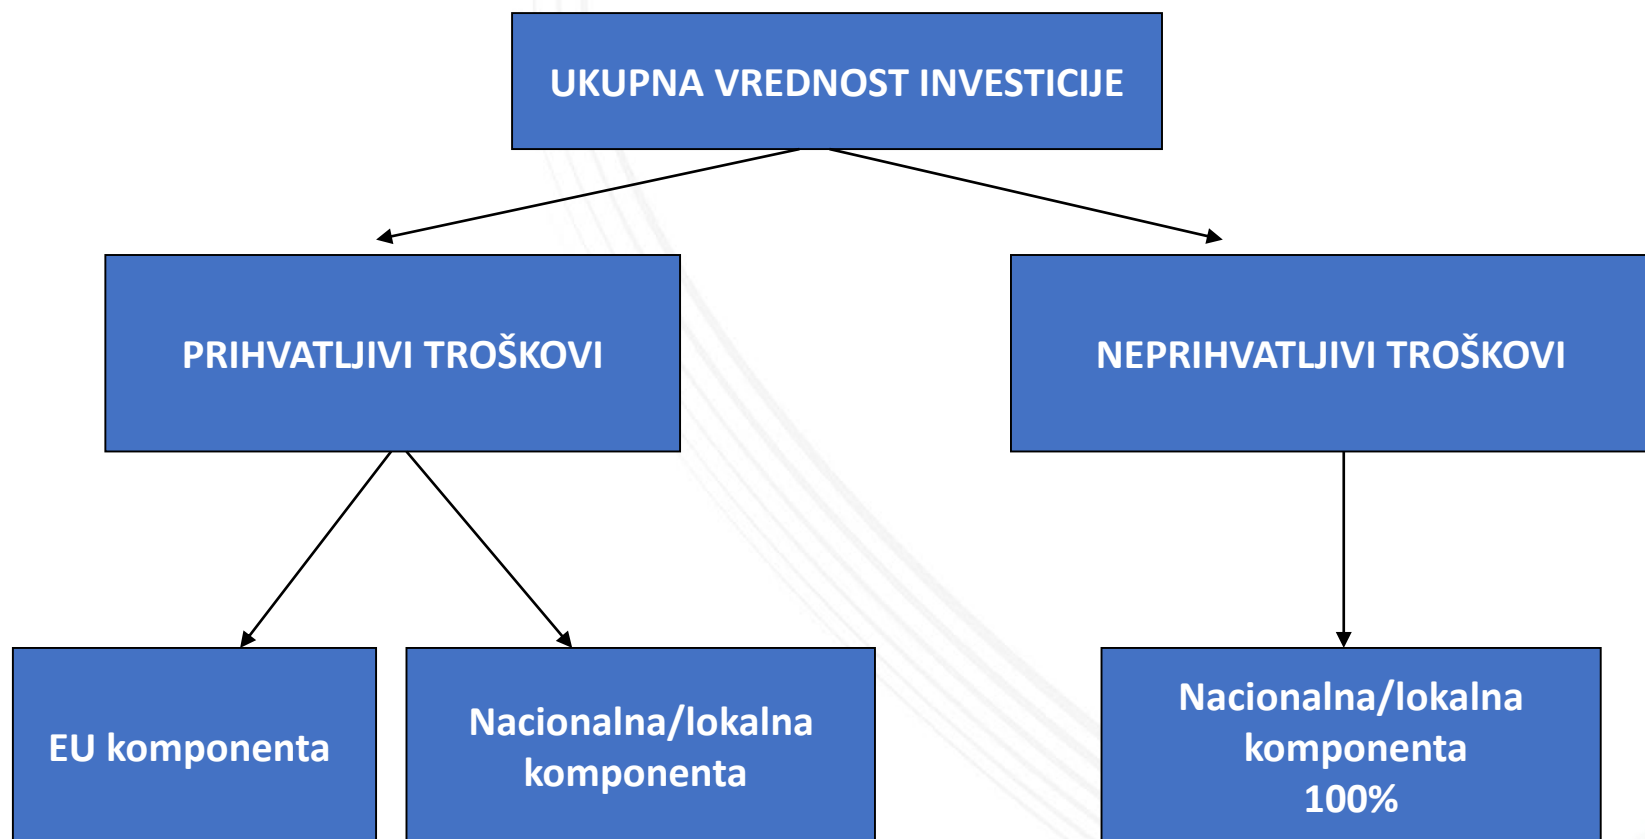 UKUPNA VREDNOST INVESTICIJE
PRIHVATLJIVI TROŠKOVI
NEPRIHVATLJIVI TROŠKOVI
EU komponenta
Nacionalna/lokalna
komponenta
Nacionalna/lokalna
komponenta
100%